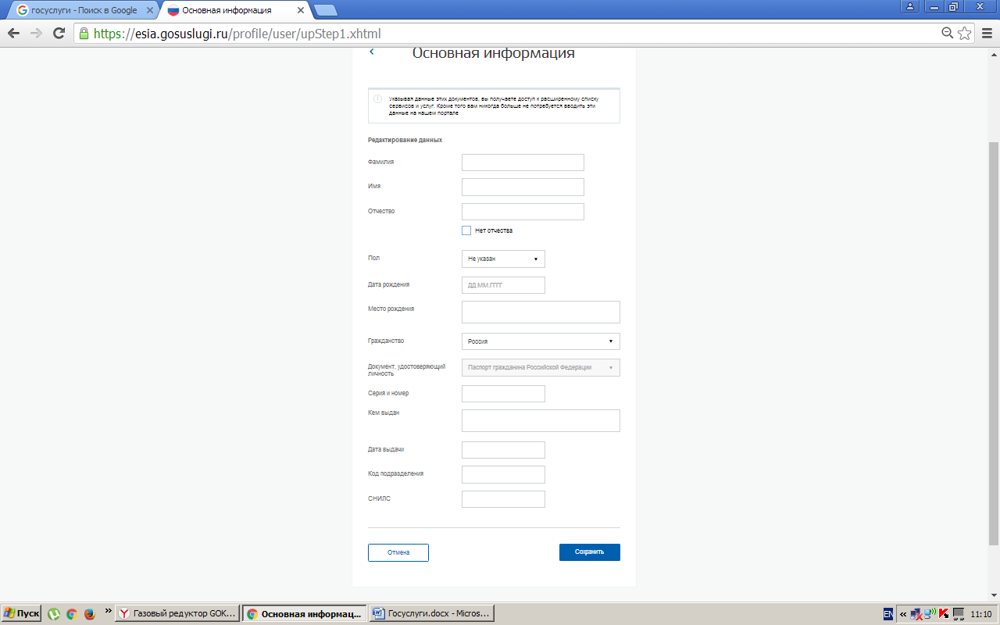 госуслуги - Поиск в Google
Основная информация
https://esia.gosuslugi.ru/profile/user/upStep1.xhtml
Основная информация
Указывая данные этих документов, вы получаете доступ к расширенному списку
сервисов и услуг. Кроме того вам никогда больше не потребуется вводить эти
данные на нашем портале
Редактирование данных
Фамилия
Имя
Отчество
Нет отчества
Пол
Не указан
Дата рождения
ДД.ММ.ГГГГ
Место рождения
Гражданство
Россия
Документ, удостоверяющий
личность
Паспорт гражданина Российской Федерации
Серия и номер
Кем выдан
Дата выдачи
Код подразделения
СНИЛС
Отмена
Сохранить
Пуск
Газовый редуктор GOK...
Основная информац...
Госуслуги.docx - Micros...
EN
11:10